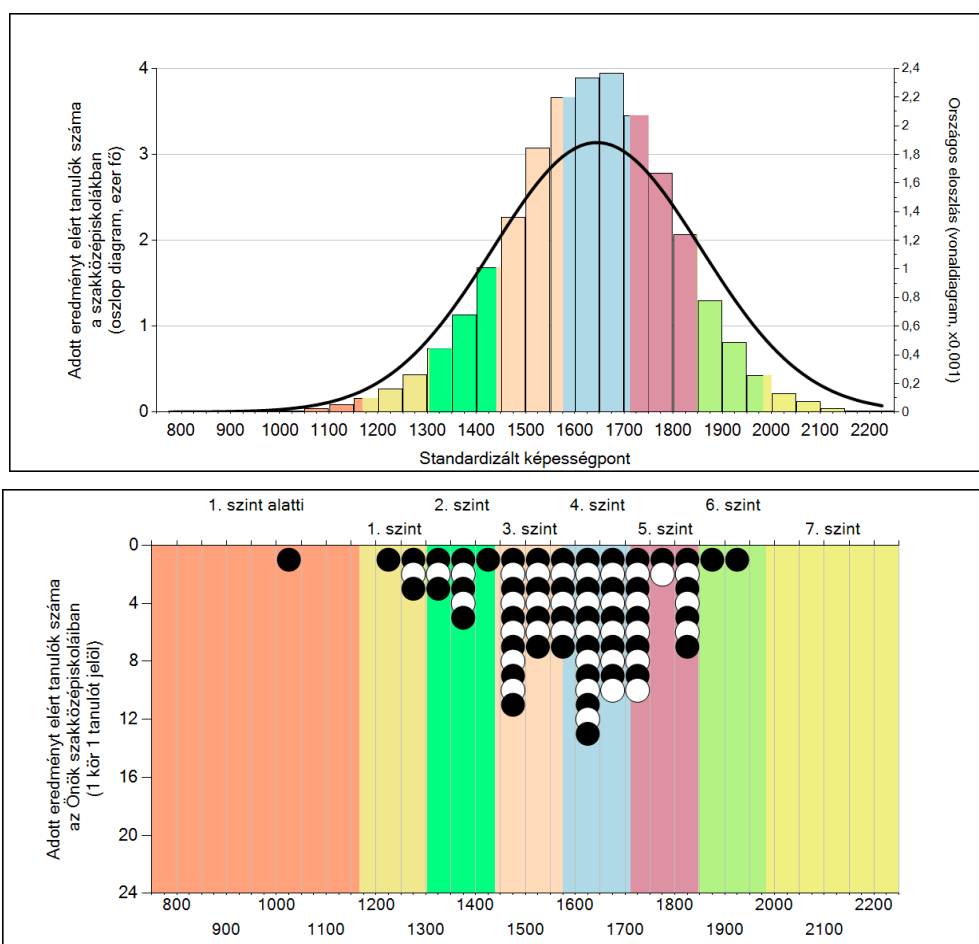 Adott eredményt elért tanulók száma
a szakközépiskolákban
(oszlop diagram, ezer fő)
4
3
2
1
0
2,4
2,2
2
1,8
1,6
1,4
1,2
1
0,8
0,6
0,4
0,2
0
Országos eloszlás (vonaldiagram, x0,001)
800 900 1000 1100 1200 1300 1400 1500 1600 1700 1800 1900 2000 2100 2200
Standardizált képességpont
1. szint alatti 2. szint 4. szint 6. szint
1. szint 3. szint 5. szint 7. szint
Adott eredményt elért tanulók száma
az Önök szakközépiskoláiban
(1 kör 1 tanulót jelöl)
0
4
8
12
16
20
24
800 1000 1200 1400 1600 1800 2000 2200
900 1100 1300 1500 1700 1900 2100